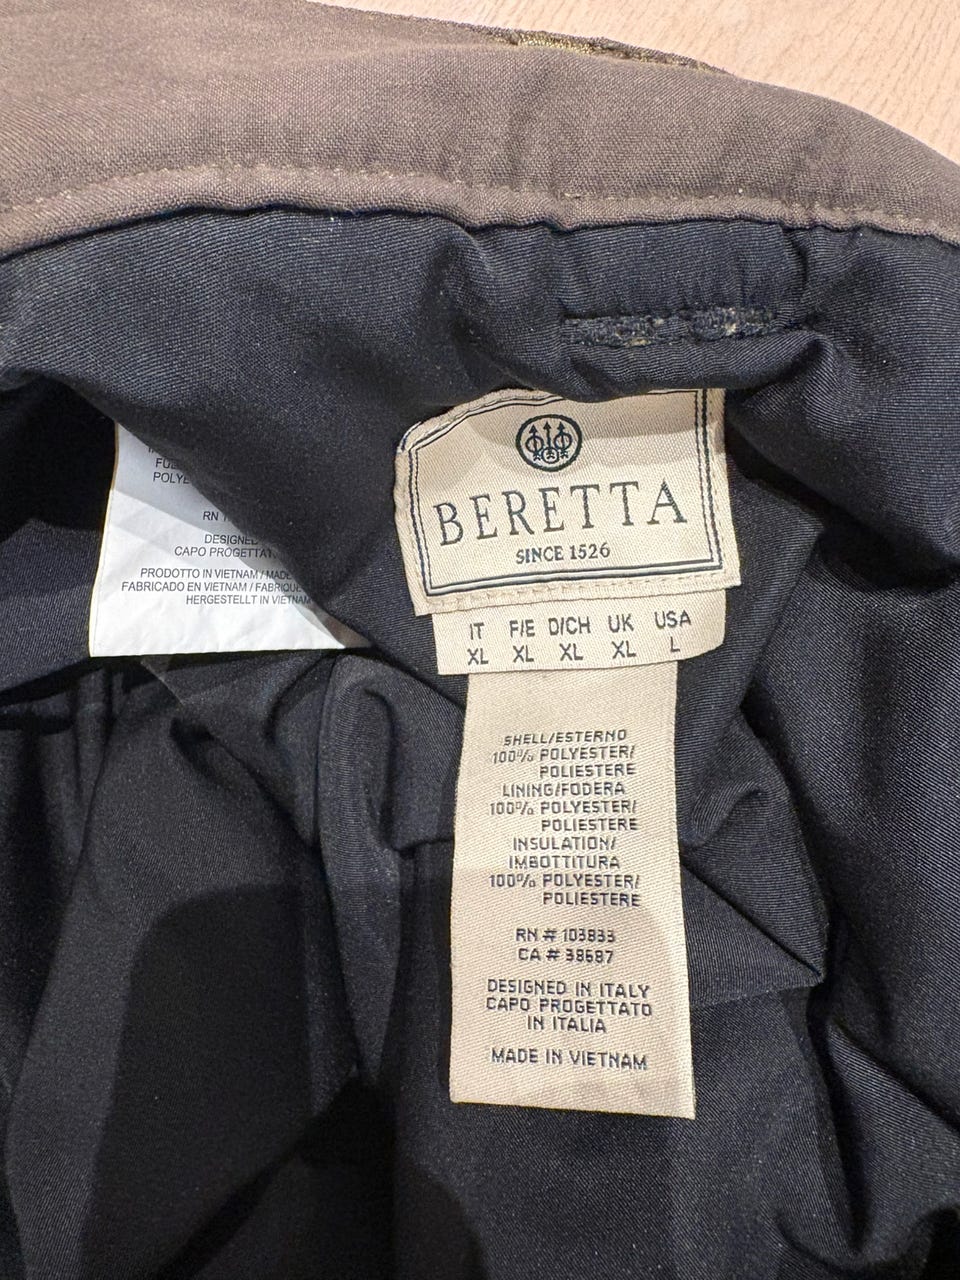 BERETTA
SINCE 1526
IT F/E D/CH UK USA
XL XL XL XL L
SHELL/ESTERNO
100% POLYESTER/
POLIESTERE
LINING/FODERA
100% POLYESTER/
POLIESTERE
INSULATION/
IMBOTTITURA
100% POLYESTER/
POLIESTERE
RN # 103833
CA # 38687
DESIGNED IN ITALY
CAPO PROGETTATO
IN ITALIA
MADE IN VIETNAM
RN
DESIGNED
CAPO PROGETTAT
PRODOTTO IN VIETNAM / MADE
FABRICADO EN VIETNAM / FABRIQUÉ
HERGESTELLT IN VIETNAM